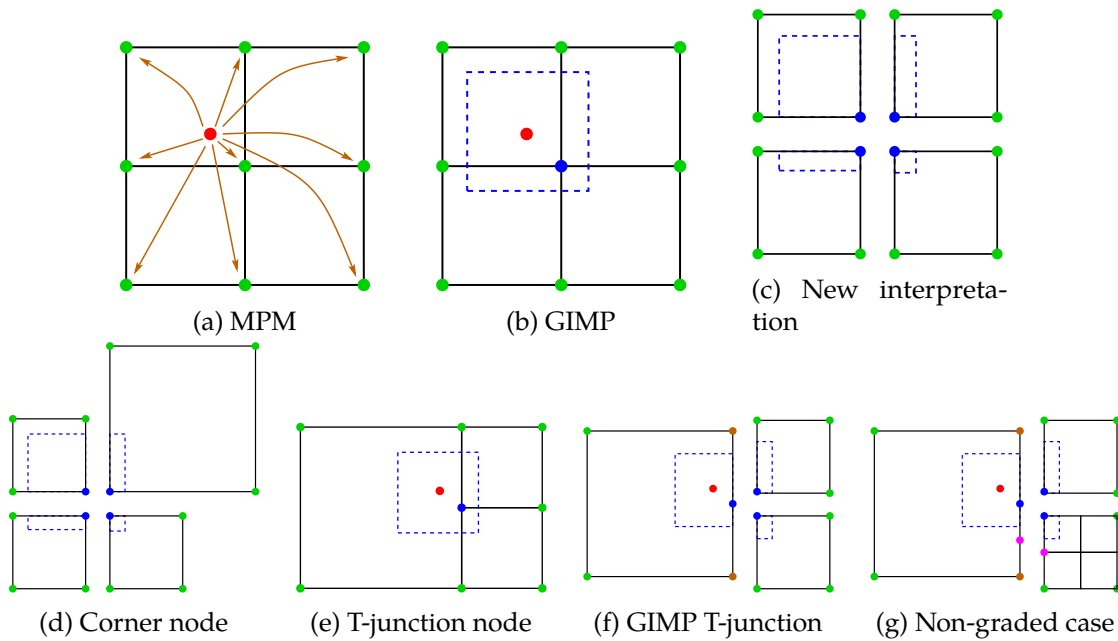 (a) MPM
(b) GIMP
(c) New interpreta-
tion
(d) Corner node
(e) T-junction node
(f) GIMP T-junction
(g) Non-graded case